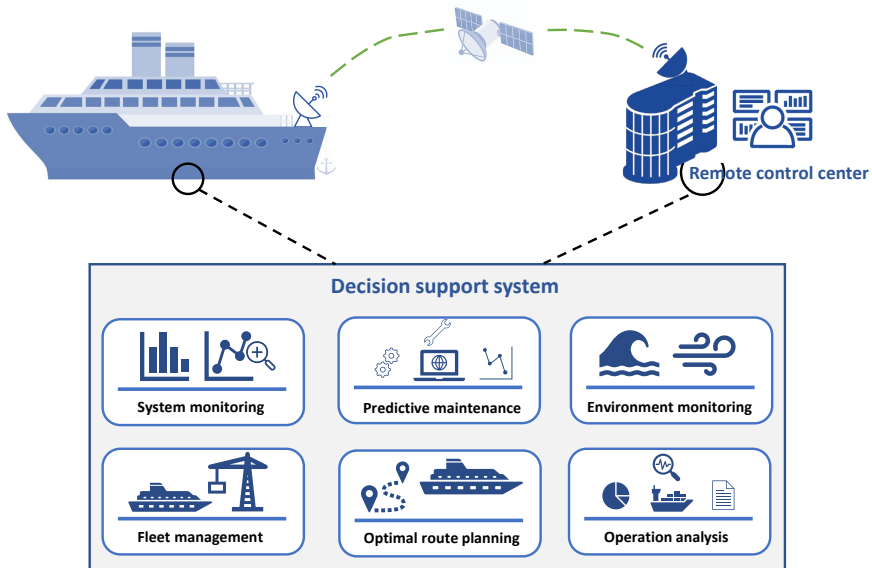 Remote control center
Decision support system
System monitoring
Predictive maintenance
Environment monitoring
Fleet management
Optimal route planning
Operation analysis